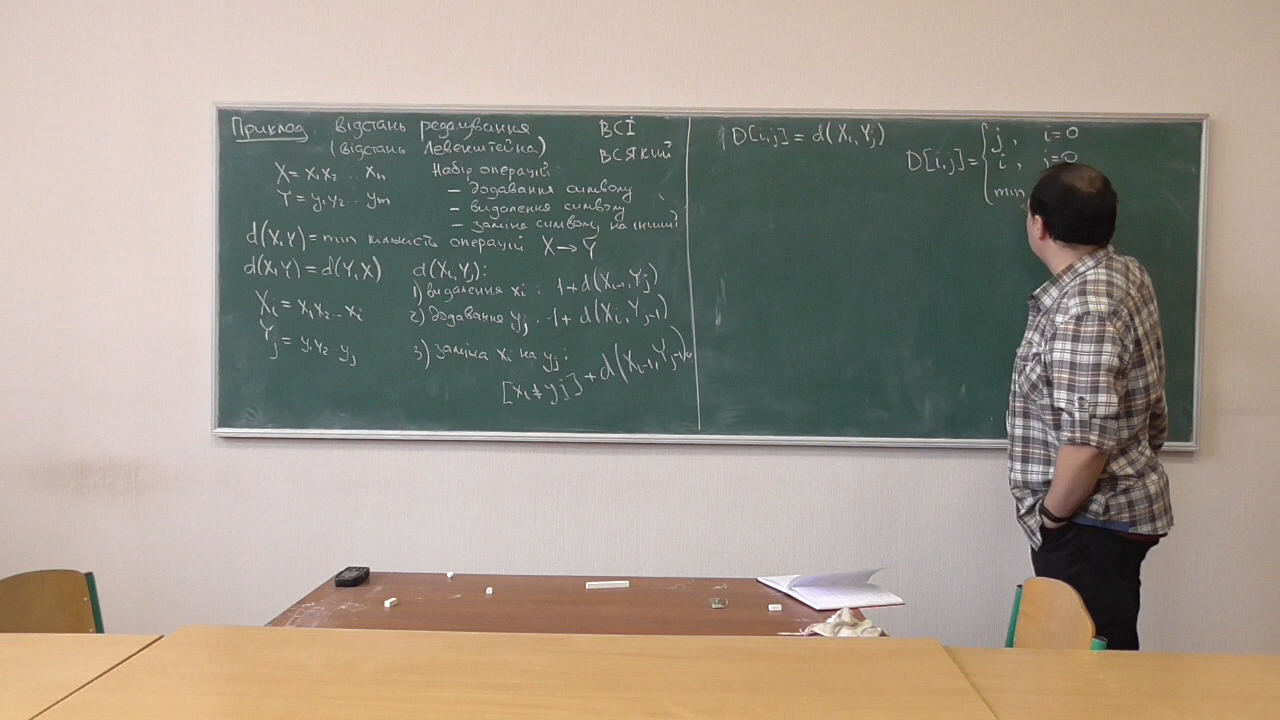 Приклад відстань редагування
(відстань Левенштейна)
ВСІ
ВСЯКИЙ
X = x₁x₂ ... xₙ
Y = y₁y₂ ... yₘ
Набір операцій:
– додавання символу
– видалення символу
– заміна символу на інший
d(X,Y) = min кількість операцій X → Y
d(X,Y) = d(Y,X)
Xᵢ = x₁x₂...xᵢ
Yⱼ = y₁y₂ yⱼ
d(Xᵢ,Yⱼ):
1) видалення xᵢ : 1+d(Xᵢ₋₁,Yⱼ)
2) додавання yⱼ : 1+d(Xᵢ,Yⱼ₋₁)
3) заміна xᵢ на yⱼ:
[xᵢ≠yⱼ]+d(Xᵢ₋₁,Yⱼ₋₁)
D[i,j] = d(Xᵢ,Yⱼ)
D[i,j] = { j, i=0
i, j=0
min